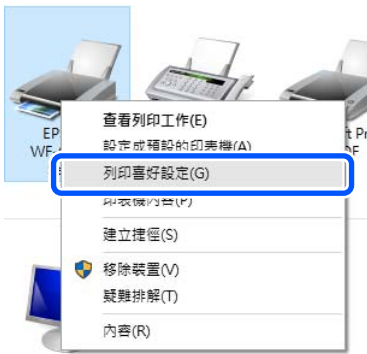 EP
WF-
t Pr
DF
查看列印工作(E)
設定成預設的印表機(A)
列印喜好設定(G)
印表機內容(P)
建立捷徑(S)
移除裝置(V)
疑難排解(T)
內容(R)